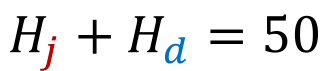 H_j + H_d = 50